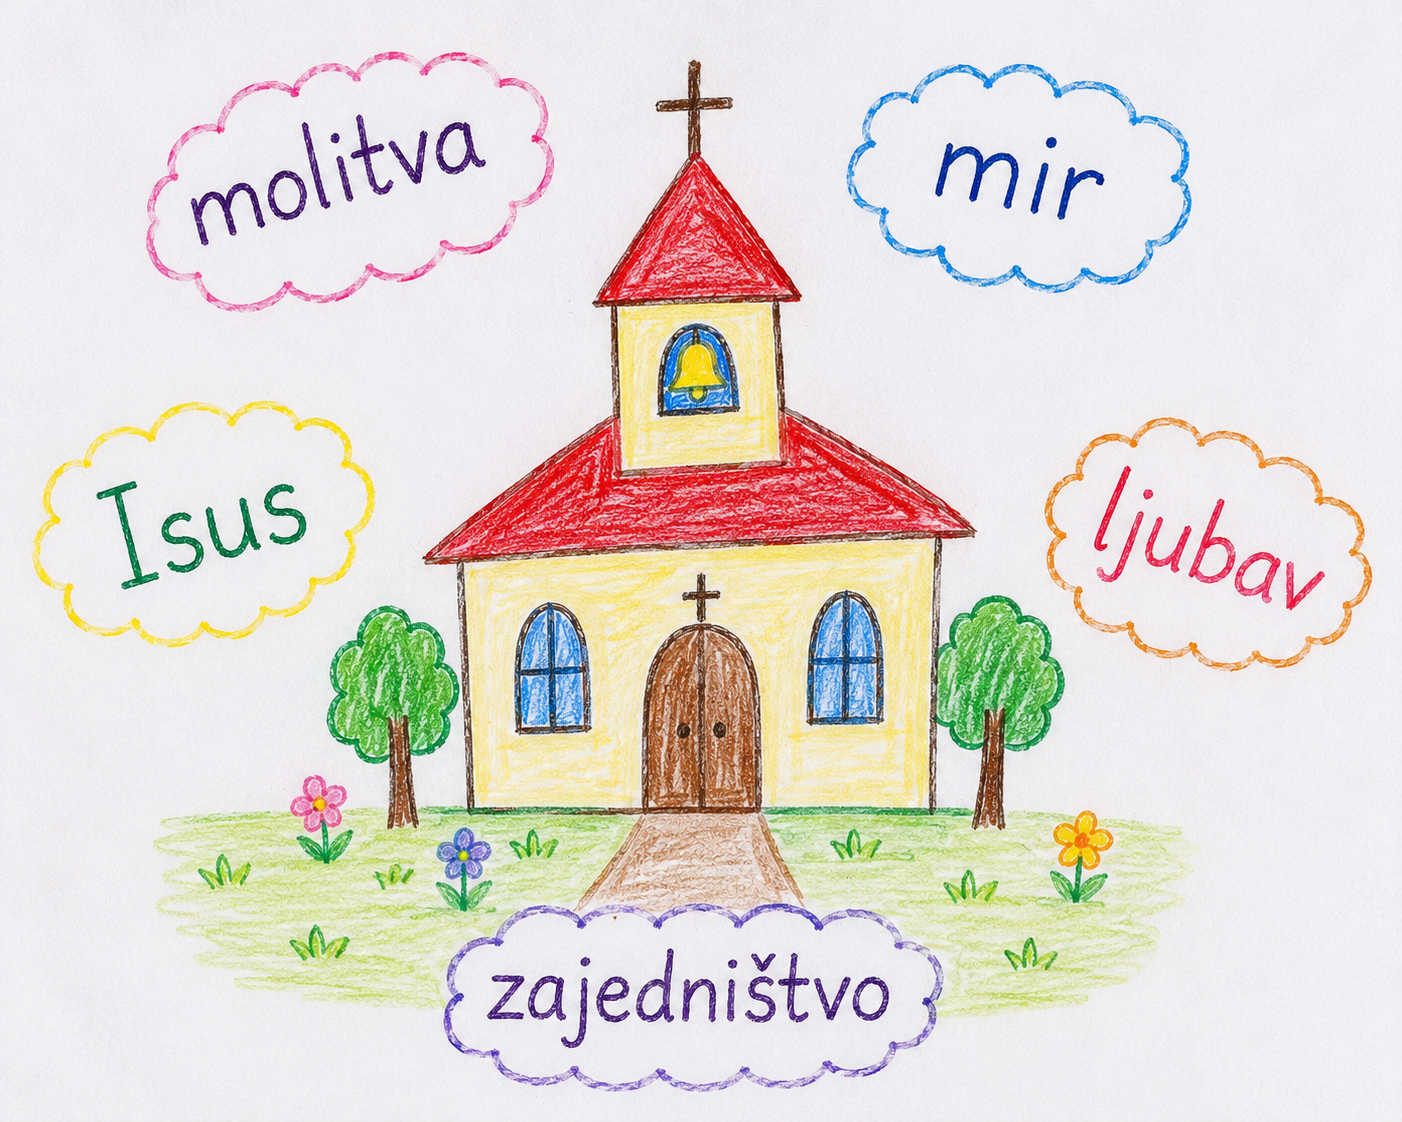 molitva
mir
Isus
ljubav
zajedništvo